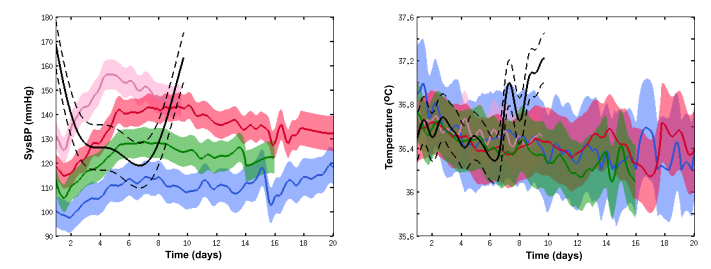 180
170
160
150
140
130
120
110
100
90
SysBP (mmHg)
2 4 6 8 10 12 14 16 18 20
Time (days)
37.6
37.2
36.8
36.4
36
35.6
Temperature (ºC)
2 4 6 8 10 12 14 16 18 20
Time (days)